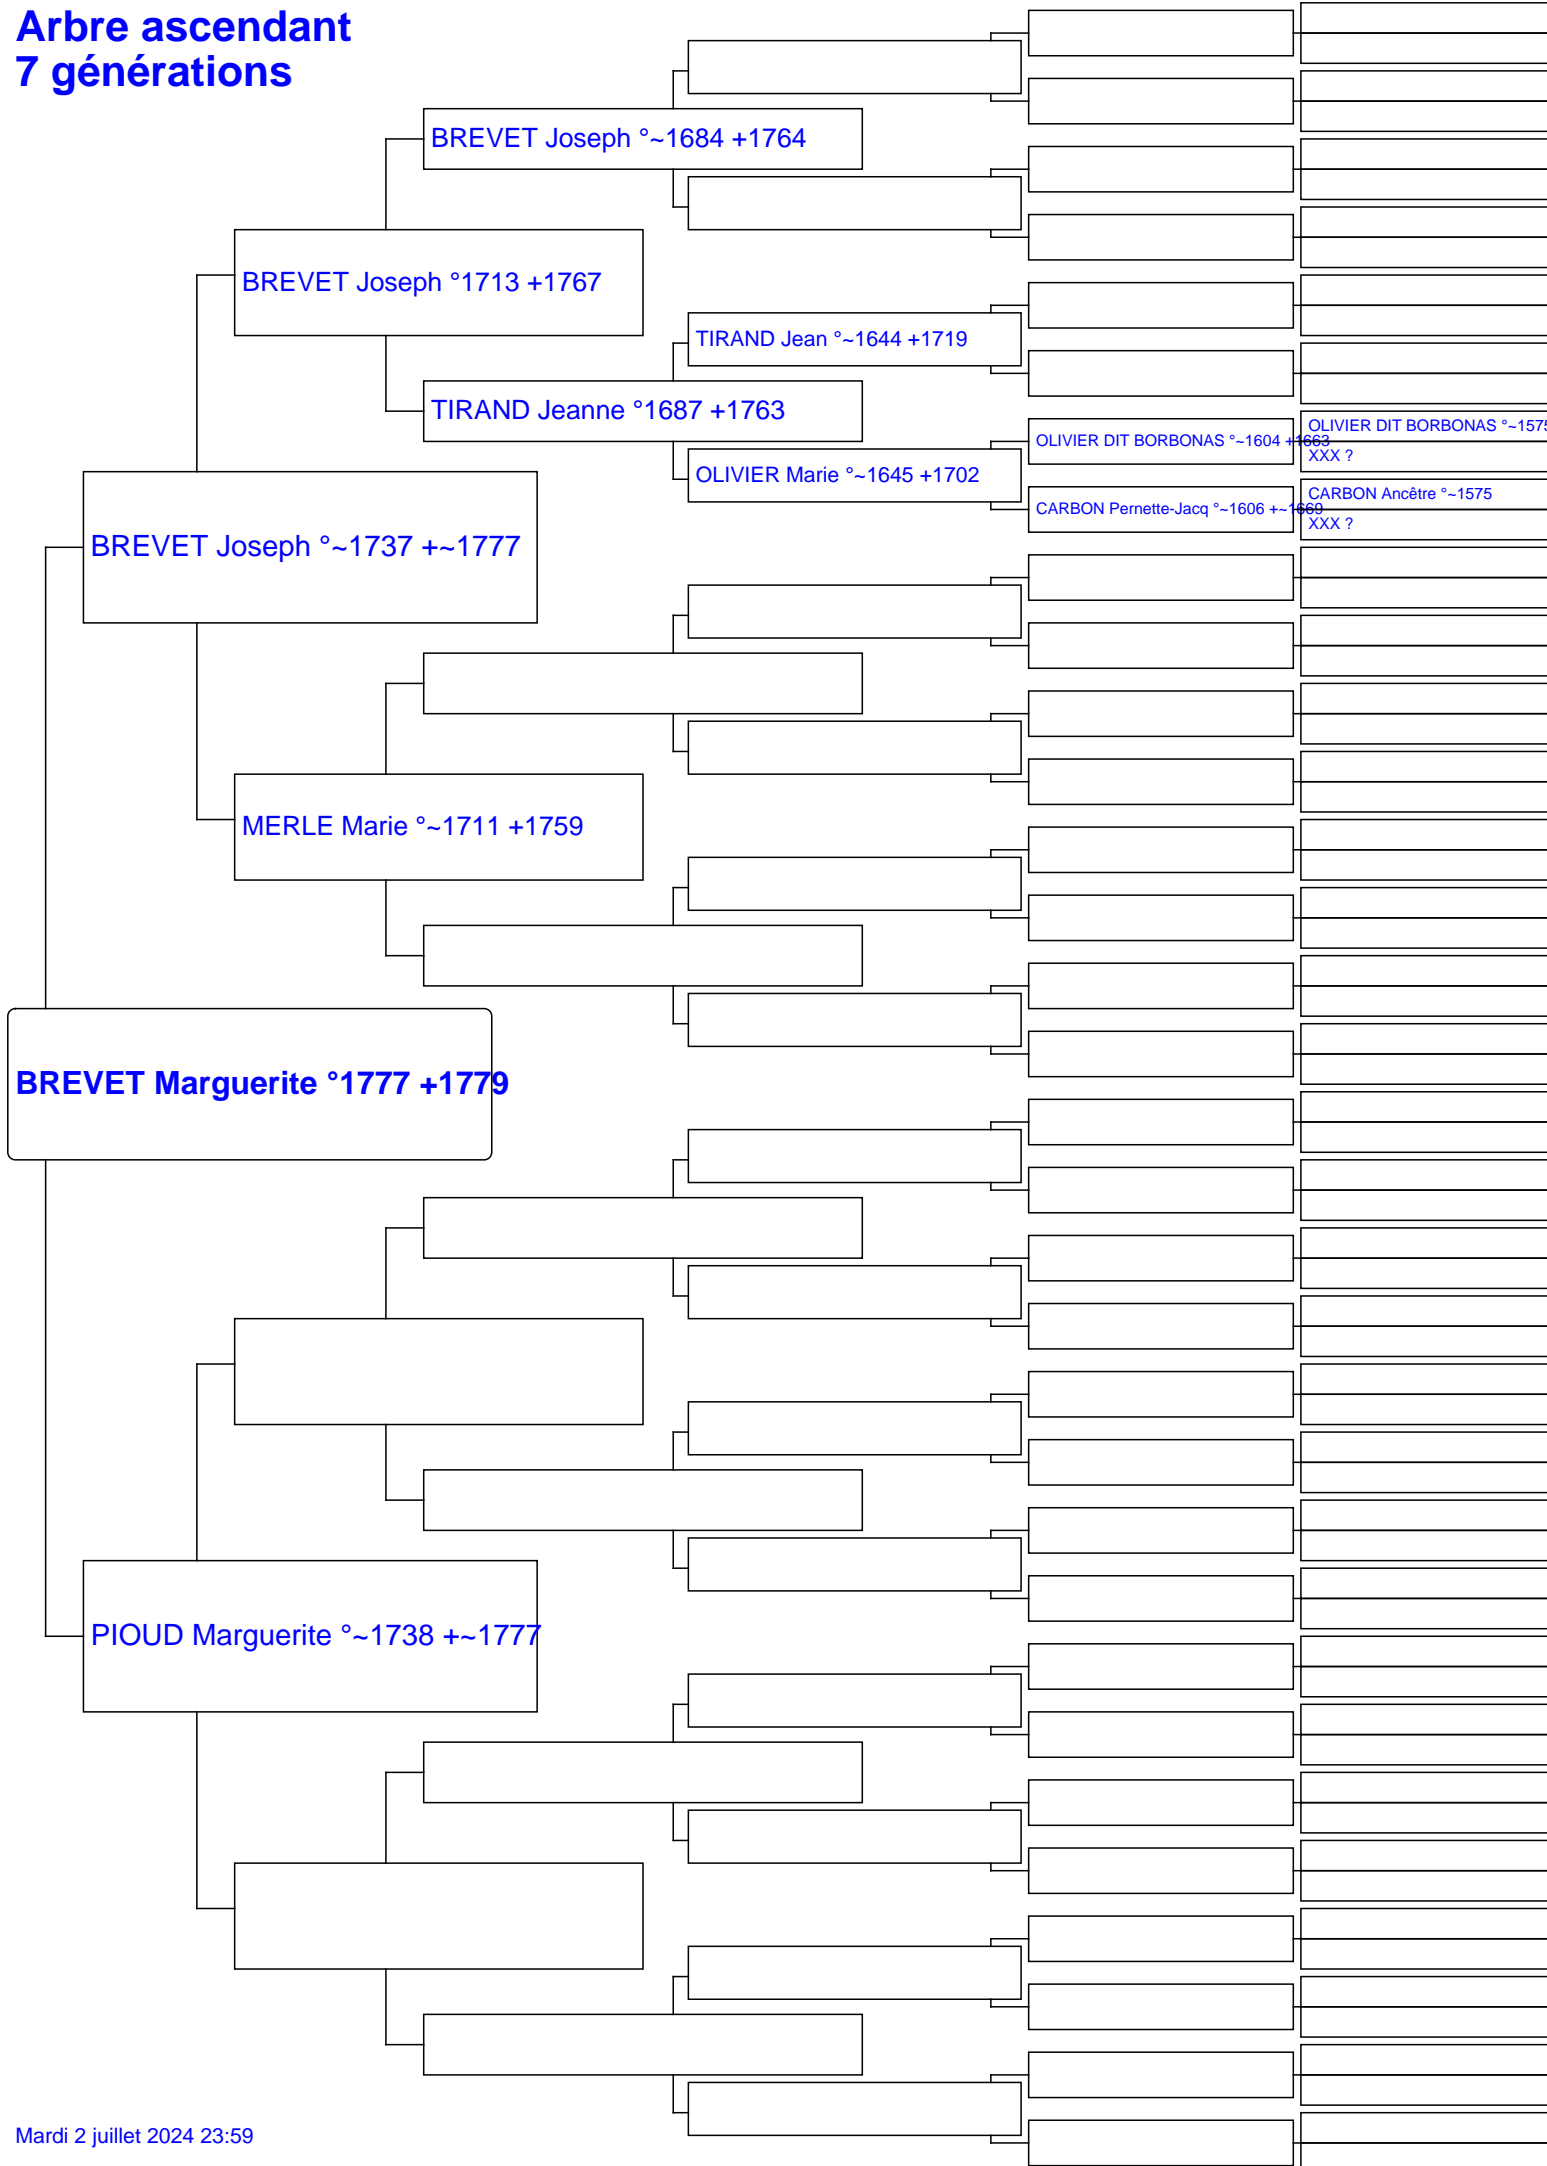 Arbre ascendant
7 générations
BREVET Joseph °~1684 +1764
BREVET Joseph °1713 +1767
TIRAND Jean °~1644 +1719
TIRAND Jeanne °1687 +1763
OLIVIER DIT BORBONAS °~1575
OLIVIER DIT BORBONAS °~1604 +1663
XXX ?
OLIVIER Marie °~1645 +1702
CARBON Ancêtre °~1575
CARBON Pernette-Jacq °~1606 +~1669
XXX ?
BREVET Joseph °~1737 +~1777
MERLE Marie °~1711 +1759
BREVET Marguerite °1777 +1779
PIOUD Marguerite °~1738 +~1777
Mardi 2 juillet 2024 23:59